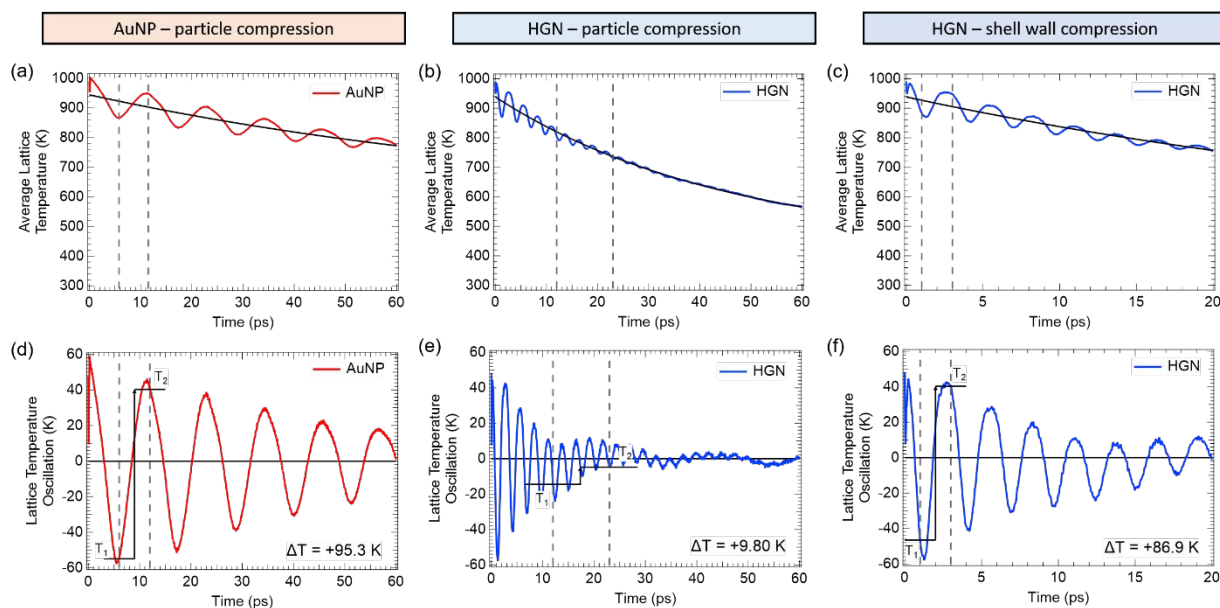 AuNP – particle compression
HGN – particle compression
HGN – shell wall compression
(a)
Average Lattice
Temperature (K)
1000
900
800
700
600
500
400
300
AuNP
0 10 20 30 40 50 60
Time (ps)
(b)
Average Lattice
Temperature (K)
1000
900
800
700
600
500
400
300
HGN
0 10 20 30 40 50 60
Time (ps)
(c)
Average Lattice
Temperature (K)
1000
900
800
700
600
500
400
300
HGN
0 5 10 15 20
Time (ps)
(d)
Lattice Temperature
Oscillation (K)
60
40
20
0
-20
-40
-60
AuNP
T2
T1
ΔT = +95.3 K
0 10 20 30 40 50 60
Time (ps)
(e)
Lattice Temperature
Oscillation (K)
60
40
20
0
-20
-40
-60
HGN
T2
T1
ΔT = +9.80 K
0 10 20 30 40 50 60
Time (ps)
(f)
Lattice Temperature
Oscillation (K)
60
40
20
0
-20
-40
-60
HGN
T2
T1
ΔT = +86.9 K
0 5 10 15 20
Time (ps)